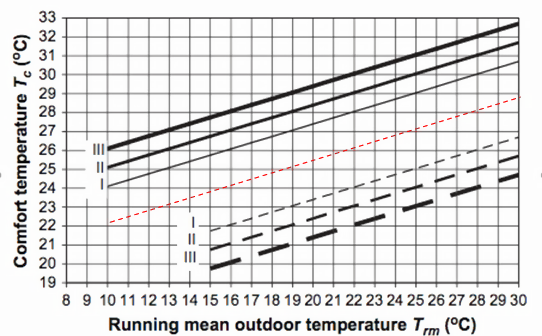 Comfort temperature Tc (°C)
33
32
31
30
29
28
27
26
25
24
23
22
21
20
19
III
II
I
I
II
III
8 9 10 11 12 13 14 15 16 17 18 19 20 21 22 23 24 25 26 27 28 29 30
Running mean outdoor temperature Trm (°C)